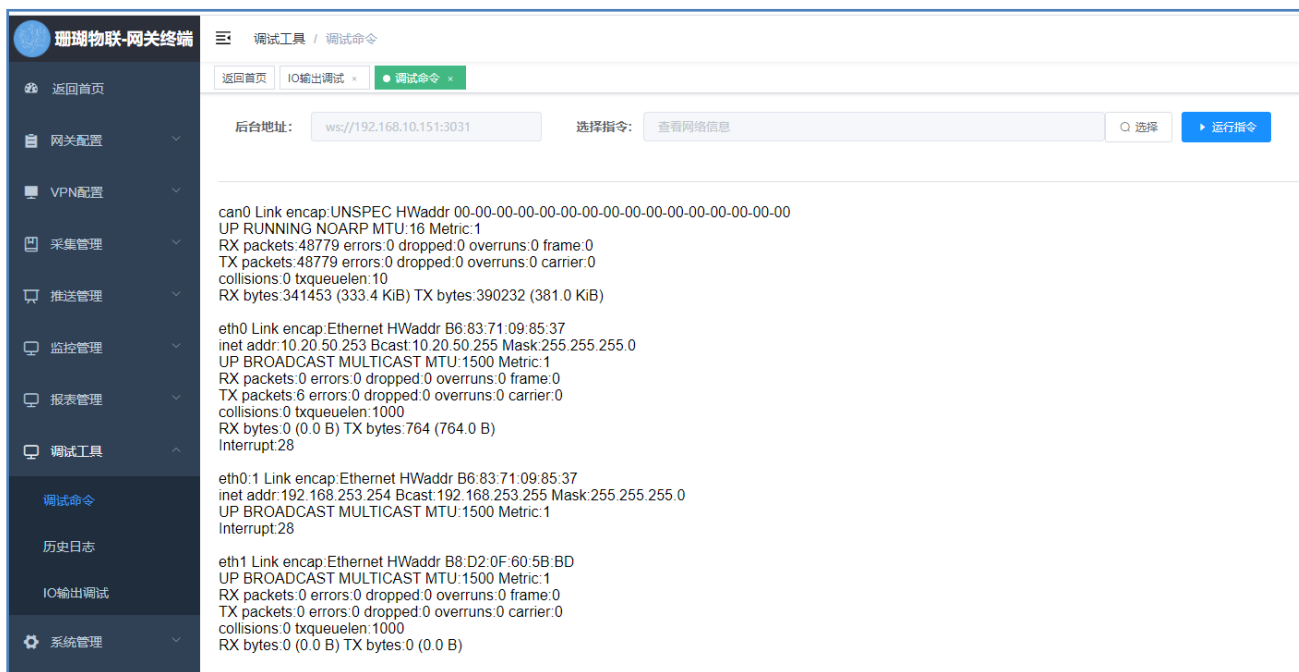 珊瑚物联-网关终端
调试工具 / 调试命令
返回首页
IO输出调试 ×
调试命令 ×
返回首页
网关配置
VPN配置
采集管理
推送管理
监控管理
报表管理
调试工具
调试命令
历史日志
IO输出调试
系统管理
后台地址: ws://192.168.10.151:3031 选择指令: 查看网络信息 选择 运行指令
can0 Link encap:UNSPEC HWaddr 00-00-00-00-00-00-00-00-00-00-00-00-00-00-00-00
UP RUNNING NOARP MTU:16 Metric:1
RX packets:48779 errors:0 dropped:0 overruns:0 frame:0
TX packets:48779 errors:0 dropped:0 overruns:0 carrier:0
collisions:0 txqueuelen:10
RX bytes:341453 (333.4 KiB) TX bytes:390232 (381.0 KiB)
eth0 Link encap:Ethernet HWaddr B6:83:71:09:85:37
inet addr:10.20.50.253 Bcast:10.20.50.255 Mask:255.255.255.0
UP BROADCAST MULTICAST MTU:1500 Metric:1
RX packets:0 errors:0 dropped:0 overruns:0 frame:0
TX packets:6 errors:0 dropped:0 overruns:0 carrier:0
collisions:0 txqueuelen:1000
RX bytes:0 (0.0 B) TX bytes:764 (764.0 B)
Interrupt:28
eth0:1 Link encap:Ethernet HWaddr B6:83:71:09:85:37
inet addr:192.168.253.254 Bcast:192.168.253.255 Mask:255.255.255.0
UP BROADCAST MULTICAST MTU:1500 Metric:1
Interrupt:28
eth1 Link encap:Ethernet HWaddr B8:D2:0F:60:5B:BD
UP BROADCAST MULTICAST MTU:1500 Metric:1
RX packets:0 errors:0 dropped:0 overruns:0 frame:0
TX packets:0 errors:0 dropped:0 overruns:0 carrier:0
collisions:0 txqueuelen:1000
RX bytes:0 (0.0 B) TX bytes:0 (0.0 B)